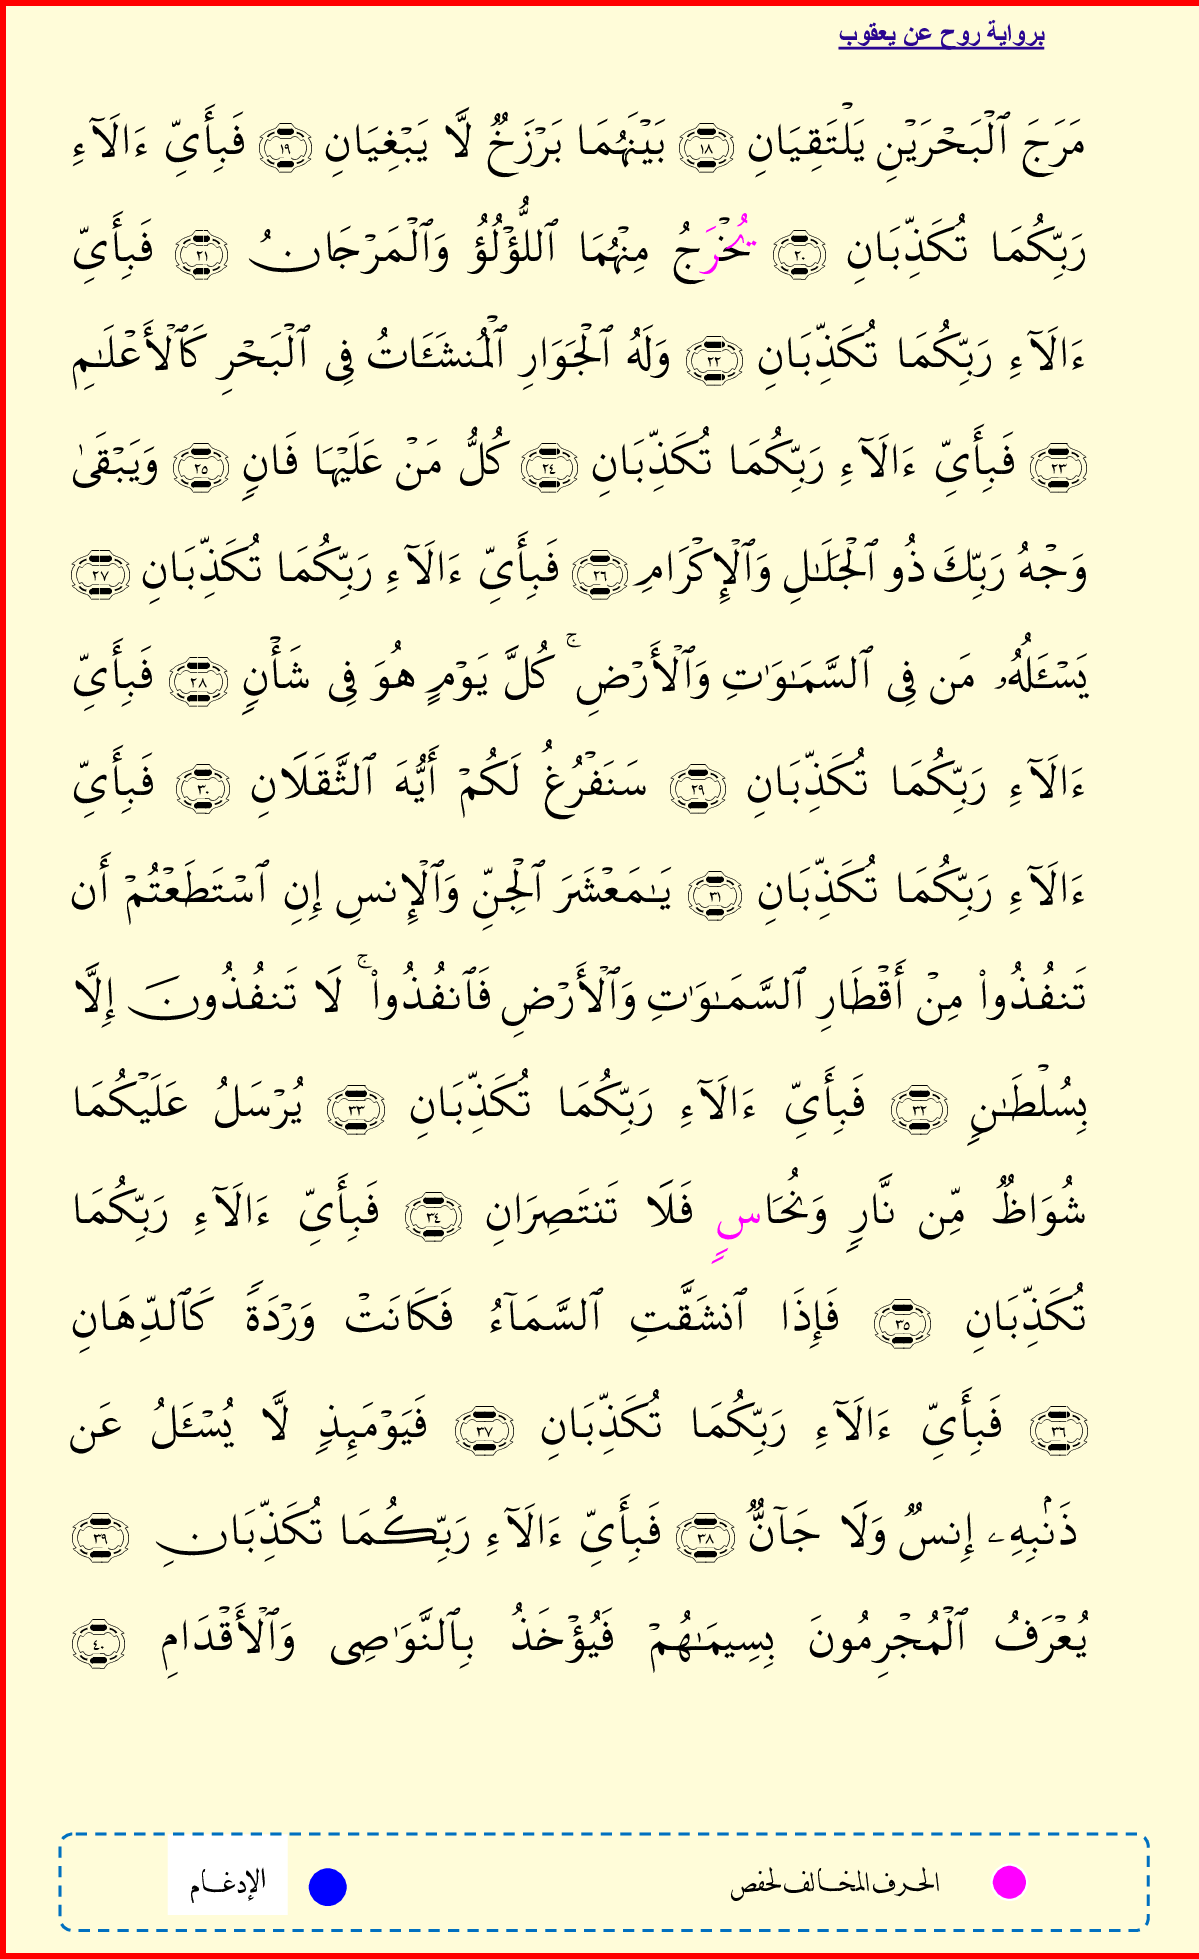 برواية روح عن يعقوب
مَرَجَ ٱلْبَحْرَيْنِ يَلْتَقِيَانِ ١٨ بَيْنَهُمَا بَرْزَخٌ لَّا يَبْغِيَانِ ١٩ فَبِأَيِّ ءَالَآءِ
رَبِّكُمَا تُكَذِّبَانِ ٢٠ يُخْرَجُ مِنْهُمَا ٱللُّؤْلُؤُ وَٱلْمَرْجَانُ ٢١ فَبِأَيِّ
ءَالَآءِ رَبِّكُمَا تُكَذِّبَانِ ٢٢ وَلَهُ ٱلْجَوَارِ ٱلْمُنشَـَٔاتُ فِى ٱلْبَحْرِ كَٱلْأَعْلَـٰمِ
٢٣ فَبِأَيِّ ءَالَآءِ رَبِّكُمَا تُكَذِّبَانِ ٢٤ كُلُّ مَنْ عَلَيْهَا فَانٍ ٢٥ وَيَبْقَىٰ
وَجْهُ رَبِّكَ ذُو ٱلْجَلَـٰلِ وَٱلْإِكْرَامِ ٢٦ فَبِأَيِّ ءَالَآءِ رَبِّكُمَا تُكَذِّبَانِ ٢٧
يَسْـَٔلُهُۥ مَن فِى ٱلسَّمَـٰوَٰتِ وَٱلْأَرْضِ ۚ كُلَّ يَوْمٍ هُوَ فِى شَأْنٍ ٢٨ فَبِأَيِّ
ءَالَآءِ رَبِّكُمَا تُكَذِّبَانِ ٢٩ سَنَفْرُغُ لَكُمْ أَيُّهَ ٱلثَّقَلَانِ ٣٠ فَبِأَيِّ
ءَالَآءِ رَبِّكُمَا تُكَذِّبَانِ ٣١ يَـٰمَعْشَرَ ٱلْجِنِّ وَٱلْإِنسِ إِنِ ٱسْتَطَعْتُمْ أَن
تَنفُذُوا۟ مِنْ أَقْطَارِ ٱلسَّمَـٰوَٰتِ وَٱلْأَرْضِ فَٱنفُذُوا۟ ۚ لَا تَنفُذُونَ إِلَّا
بِسُلْطَـٰنٍ ٣٢ فَبِأَيِّ ءَالَآءِ رَبِّكُمَا تُكَذِّبَانِ ٣٣ يُرْسَلُ عَلَيْكُمَا
شُوَاظٌ مِّن نَّارٍ وَنُحَاسٍ فَلَا تَنتَصِرَانِ ٣٤ فَبِأَيِّ ءَالَآءِ رَبِّكُمَا
تُكَذِّبَانِ ٣٥ فَإِذَا ٱنشَقَّتِ ٱلسَّمَآءُ فَكَانَتْ وَرْدَةً كَٱلدِّهَانِ
٣٦ فَبِأَيِّ ءَالَآءِ رَبِّكُمَا تُكَذِّبَانِ ٣٧ فَيَوْمَئِذٍ لَّا يُسْـَٔلُ عَن
ذَنۢبِهِۦ إِنسٌ وَلَا جَآنٌّ ٣٨ فَبِأَيِّ ءَالَآءِ رَبِّكُمَا تُكَذِّبَانِ ٣٩
يُعْرَفُ ٱلْمُجْرِمُونَ بِسِيمَـٰهُمْ فَيُؤْخَذُ بِٱلنَّوَٰصِى وَٱلْأَقْدَامِ ٤٠
الحرف المخالف لحفص
الإدغام